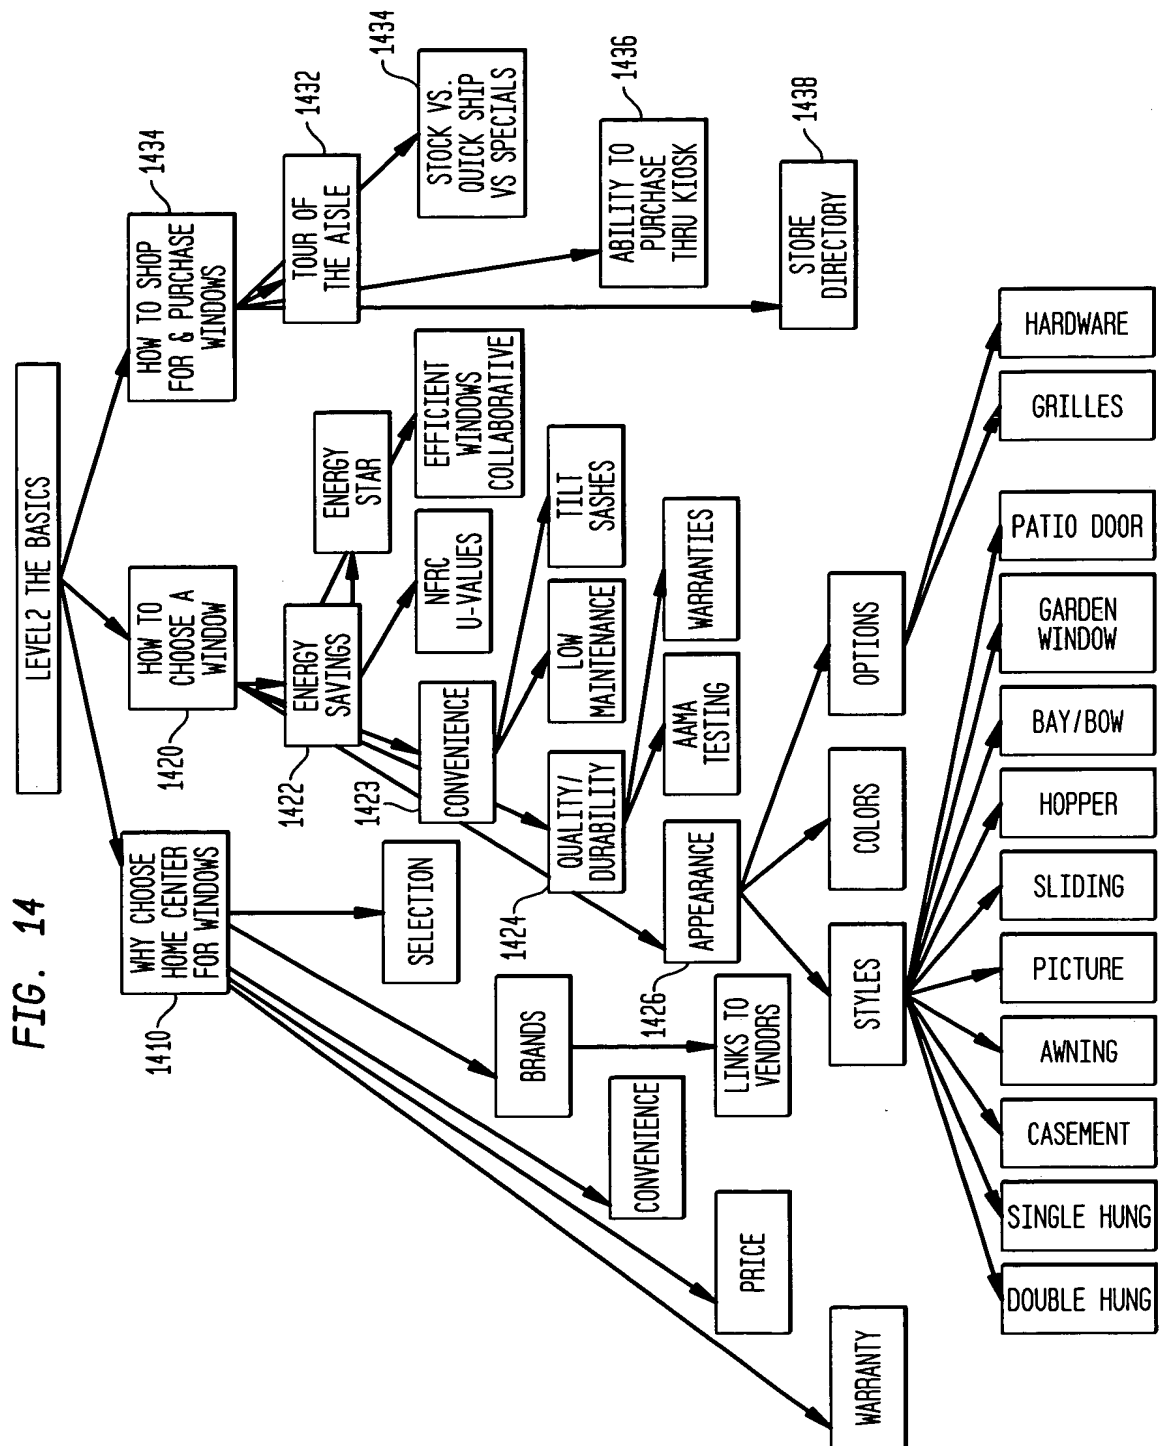 FIG. 14
LEVEL2 THE BASICS
WHY CHOOSE
HOME CENTER
FOR WINDOWS
1410
HOW TO
CHOOSE A
WINDOW
1420
HOW TO SHOP
FOR & PURCHASE
WINDOWS
1434
SELECTION
BRANDS
LINKS TO
VENDORS
CONVENIENCE
PRICE
WARRANTY
ENERGY
SAVINGS
1422
ENERGY
STAR
EFFICIENT
WINDOWS
COLLABORATIVE
NFRC
U-VALUES
CONVENIENCE
1423
LOW
MAINTENANCE
TILT
SASHES
QUALITY/
DURABILITY
1424
AAMA
TESTING
WARRANTIES
APPEARANCE
1426
STYLES
COLORS
OPTIONS
DOUBLE HUNG
SINGLE HUNG
CASEMENT
AWNING
PICTURE
SLIDING
HOPPER
BAY/BOW
GARDEN
WINDOW
PATIO DOOR
GRILLES
HARDWARE
TOUR OF
THE AISLE
1432
STOCK VS.
QUICK SHIP
VS SPECIALS
1434
ABILITY TO
PURCHASE
THRU KIOSK
1436
STORE
DIRECTORY
1438